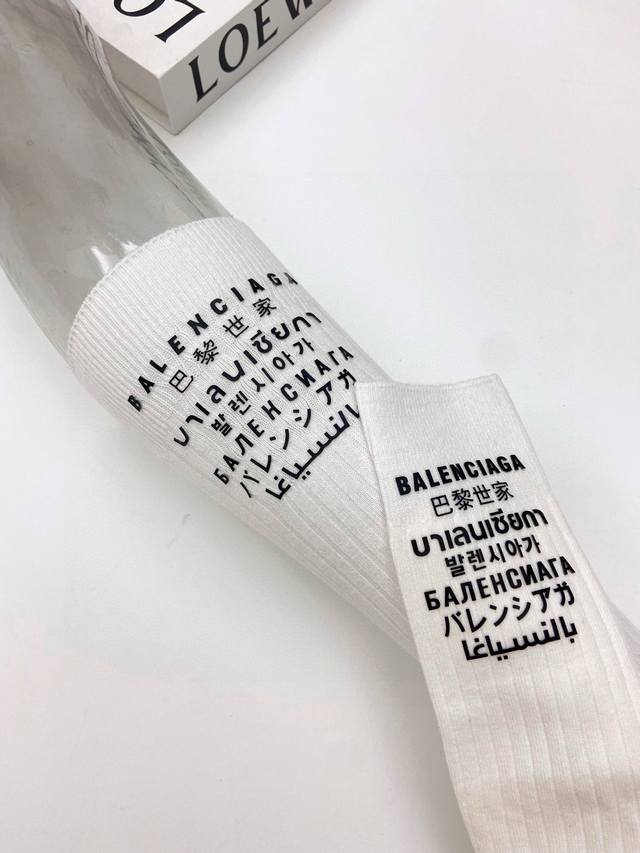 LOEW
BALENCIAGA
巴黎世家
บาเลนเซียกา
발렌시아가
БАЛЕНСИАГА
バレンシアガ
بالنسياغا
BALENCIAGA
巴黎世家
บาเลนเซียกา
발렌시아가
БАЛЕНСИАГА
バレンシアガ
بالنسياغا